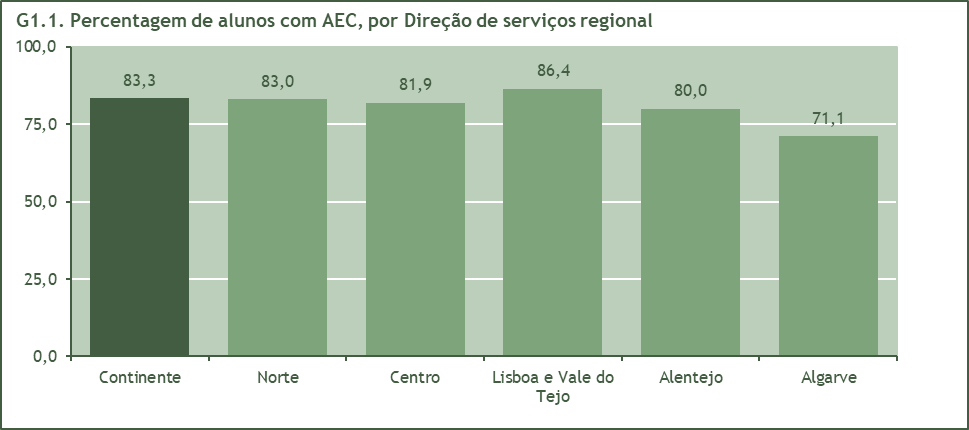 G1.1. Percentagem de alunos com AEC, por Direção de serviços regional
100,0
75,0
50,0
25,0
0,0
83,3
83,0
81,9
86,4
80,0
71,1
Continente
Norte
Centro
Lisboa e Vale do
Tejo
Alentejo
Algarve